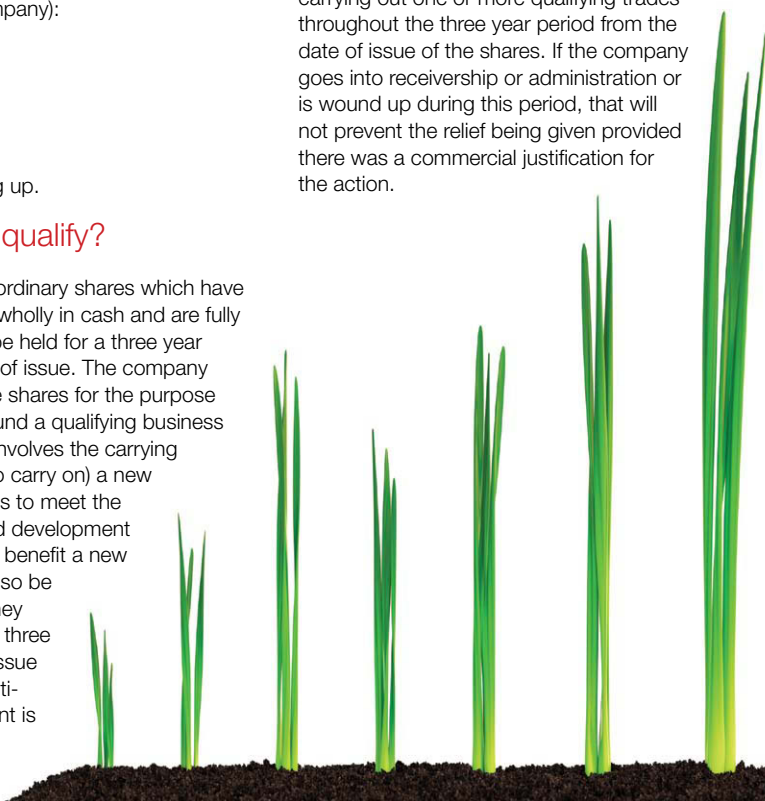 mpany):
g up.
qualify?
ordinary shares which have
wholly in cash and are fully
be held for a three year
of issue. The company
e shares for the purpose
und a qualifying business
nvolves the carrying
o carry on) a new
s to meet the
d development
benefit a new
so be
ney
three
ssue
ti-
nt is
carrying out one or more qualifying trades
throughout the three year period from the
date of issue of the shares. If the company
goes into receivership or administration or
is wound up during this period, that will
not prevent the relief being given provided
there was a commercial justification for
the action.